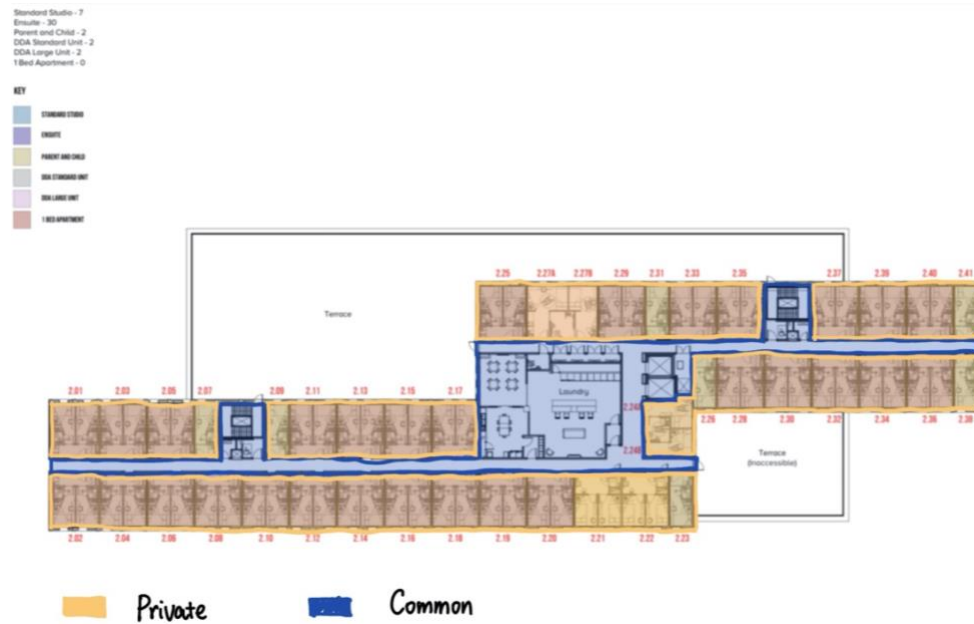 Standard Studio - 7
Ensuite - 30
Parent and Child - 2
DDA Standard Unit - 2
DDA Large Unit - 2
1 Bed Apartment - 0
KEY
STANDARD STUDIO
ENSUITE
PARENT AND CHILD
DDA STANDARD UNIT
DDA LARGE UNIT
1 BED APARTMENT
2.25 2.27A 2.27B 2.29 2.31 2.33 2.35 2.37 2.39 2.40 2.41
Terrace
2.01 2.03 2.05 2.07 2.09 2.11 2.13 2.15 2.17
Laundry
2.24A
2.26 2.28 2.30 2.32 2.34 2.36 2.38
2.24B
Terrace
(Inaccessible)
2.02 2.04 2.06 2.08 2.10 2.12 2.14 2.16 2.18 2.19 2.20 2.21 2.22 2.23
Private Common